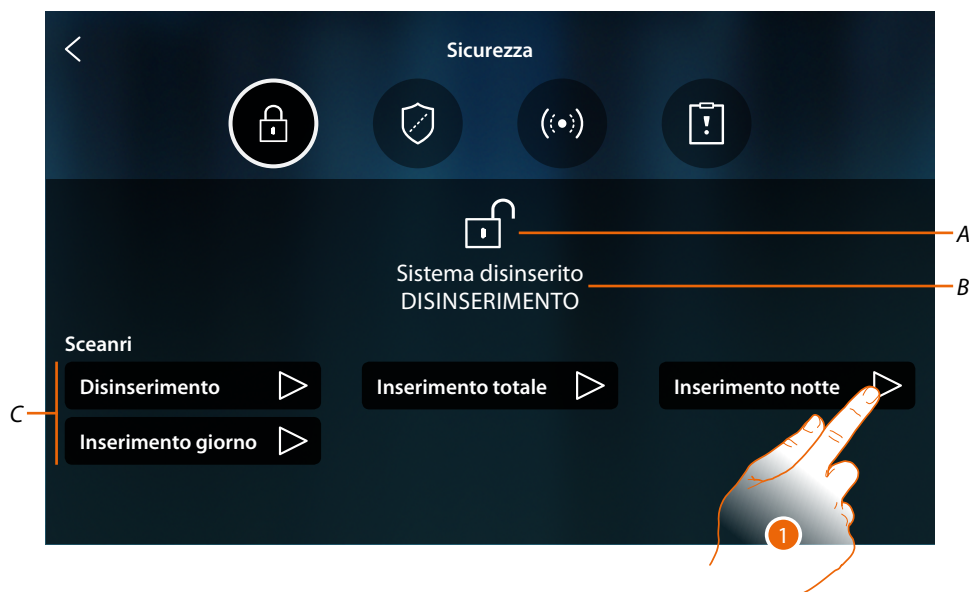 Sicurezza
A
Sistema disinserito
DISINSERIMENTO
B
Sceanri
Disinserimento
Inserimento totale
Inserimento notte
C
Inserimento giorno
1